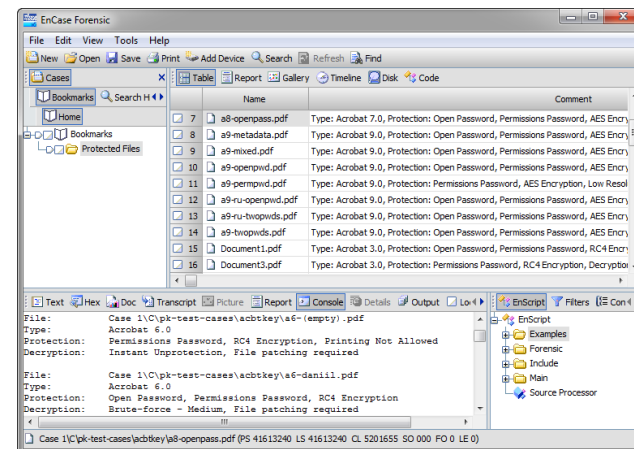 EnCase Forensic
File Edit View Tools Help
New Open Save Print Add Device Search Refresh Find
Cases Table Report Gallery Timeline Disk Code
Bookmarks Search H
Home
Bookmarks
Protected Files
Name Comment
7 a8-openpass.pdf Type: Acrobat 7.0, Protection: Open Password, Permissions Password, AES Encry
8 a9-metadata.pdf Type: Acrobat 9.0, Protection: Open Password, Permissions Password, AES Encry
9 a9-mixed.pdf Type: Acrobat 9.0, Protection: Open Password, Permissions Password, AES Encry
10 a9-openpwd.pdf Type: Acrobat 9.0, Protection: Open Password, Permissions Password, AES Encry
11 a9-permpwd.pdf Type: Acrobat 9.0, Protection: Permissions Password, AES Encryption, Low Resol
12 a9-ru-openpwd.pdf Type: Acrobat 9.0, Protection: Open Password, Permissions Password, AES Encry
13 a9-ru-twopwds.pdf Type: Acrobat 9.0, Protection: Open Password, Permissions Password, AES Encry
14 a9-twopwds.pdf Type: Acrobat 9.0, Protection: Open Password, Permissions Password, AES Encry
15 Document1.pdf Type: Acrobat 3.0, Protection: Open Password, Permissions Password, RC4 Encry
16 Document3.pdf Type: Acrobat 3.0, Protection: Permissions Password, RC4 Encryption, Decryption
Text Hex Doc Transcript Picture Report Console Details Output Lo
File: Case 1\C\pk-test-cases\acbtkey\a6-(empty).pdf
Type: Acrobat 6.0
Protection: Permissions Password, RC4 Encryption, Printing Not Allowed
Decryption: Instant Unprotection, File patching required
File: Case 1\C\pk-test-cases\acbtkey\a6-daniil.pdf
Type: Acrobat 6.0
Protection: Open Password, Permissions Password, RC4 Encryption
Decryption: Brute-force - Medium, File patching required
EnScript Filters Con
EnScript
Examples
Forensic
Include
Main
Source Processor
Case 1\C\pk-test-cases\acbtkey\a8-openpass.pdf (PS 41613240 LS 41613240 CL 5201655 SO 000 FO 0 LE 0)